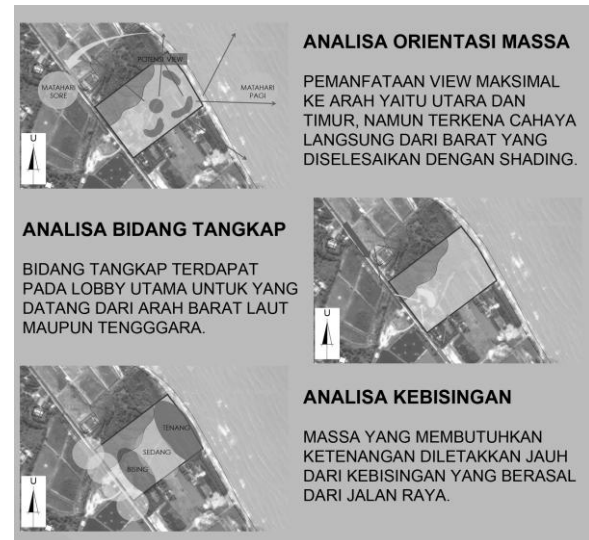 POTENSI VIEW
MATAHARI
SORE
MATAHARI
PAGI
U
ANALISA ORIENTASI MASSA
PEMANFATAAN VIEW MAKSIMAL
KE ARAH YAITU UTARA DAN
TIMUR, NAMUN TERKENA CAHAYA
LANGSUNG DARI BARAT YANG
DISELESAIKAN DENGAN SHADING.
ANALISA BIDANG TANGKAP
BIDANG TANGKAP TERDAPAT
PADA LOBBY UTAMA UNTUK YANG
DATANG DARI ARAH BARAT LAUT
MAUPUN TENGGGARA.
U
TENANG
SEDANG
BISING
U
ANALISA KEBISINGAN
MASSA YANG MEMBUTUHKAN
KETENANGAN DILETAKKAN JAUH
DARI KEBISINGAN YANG BERASAL
DARI JALAN RAYA.